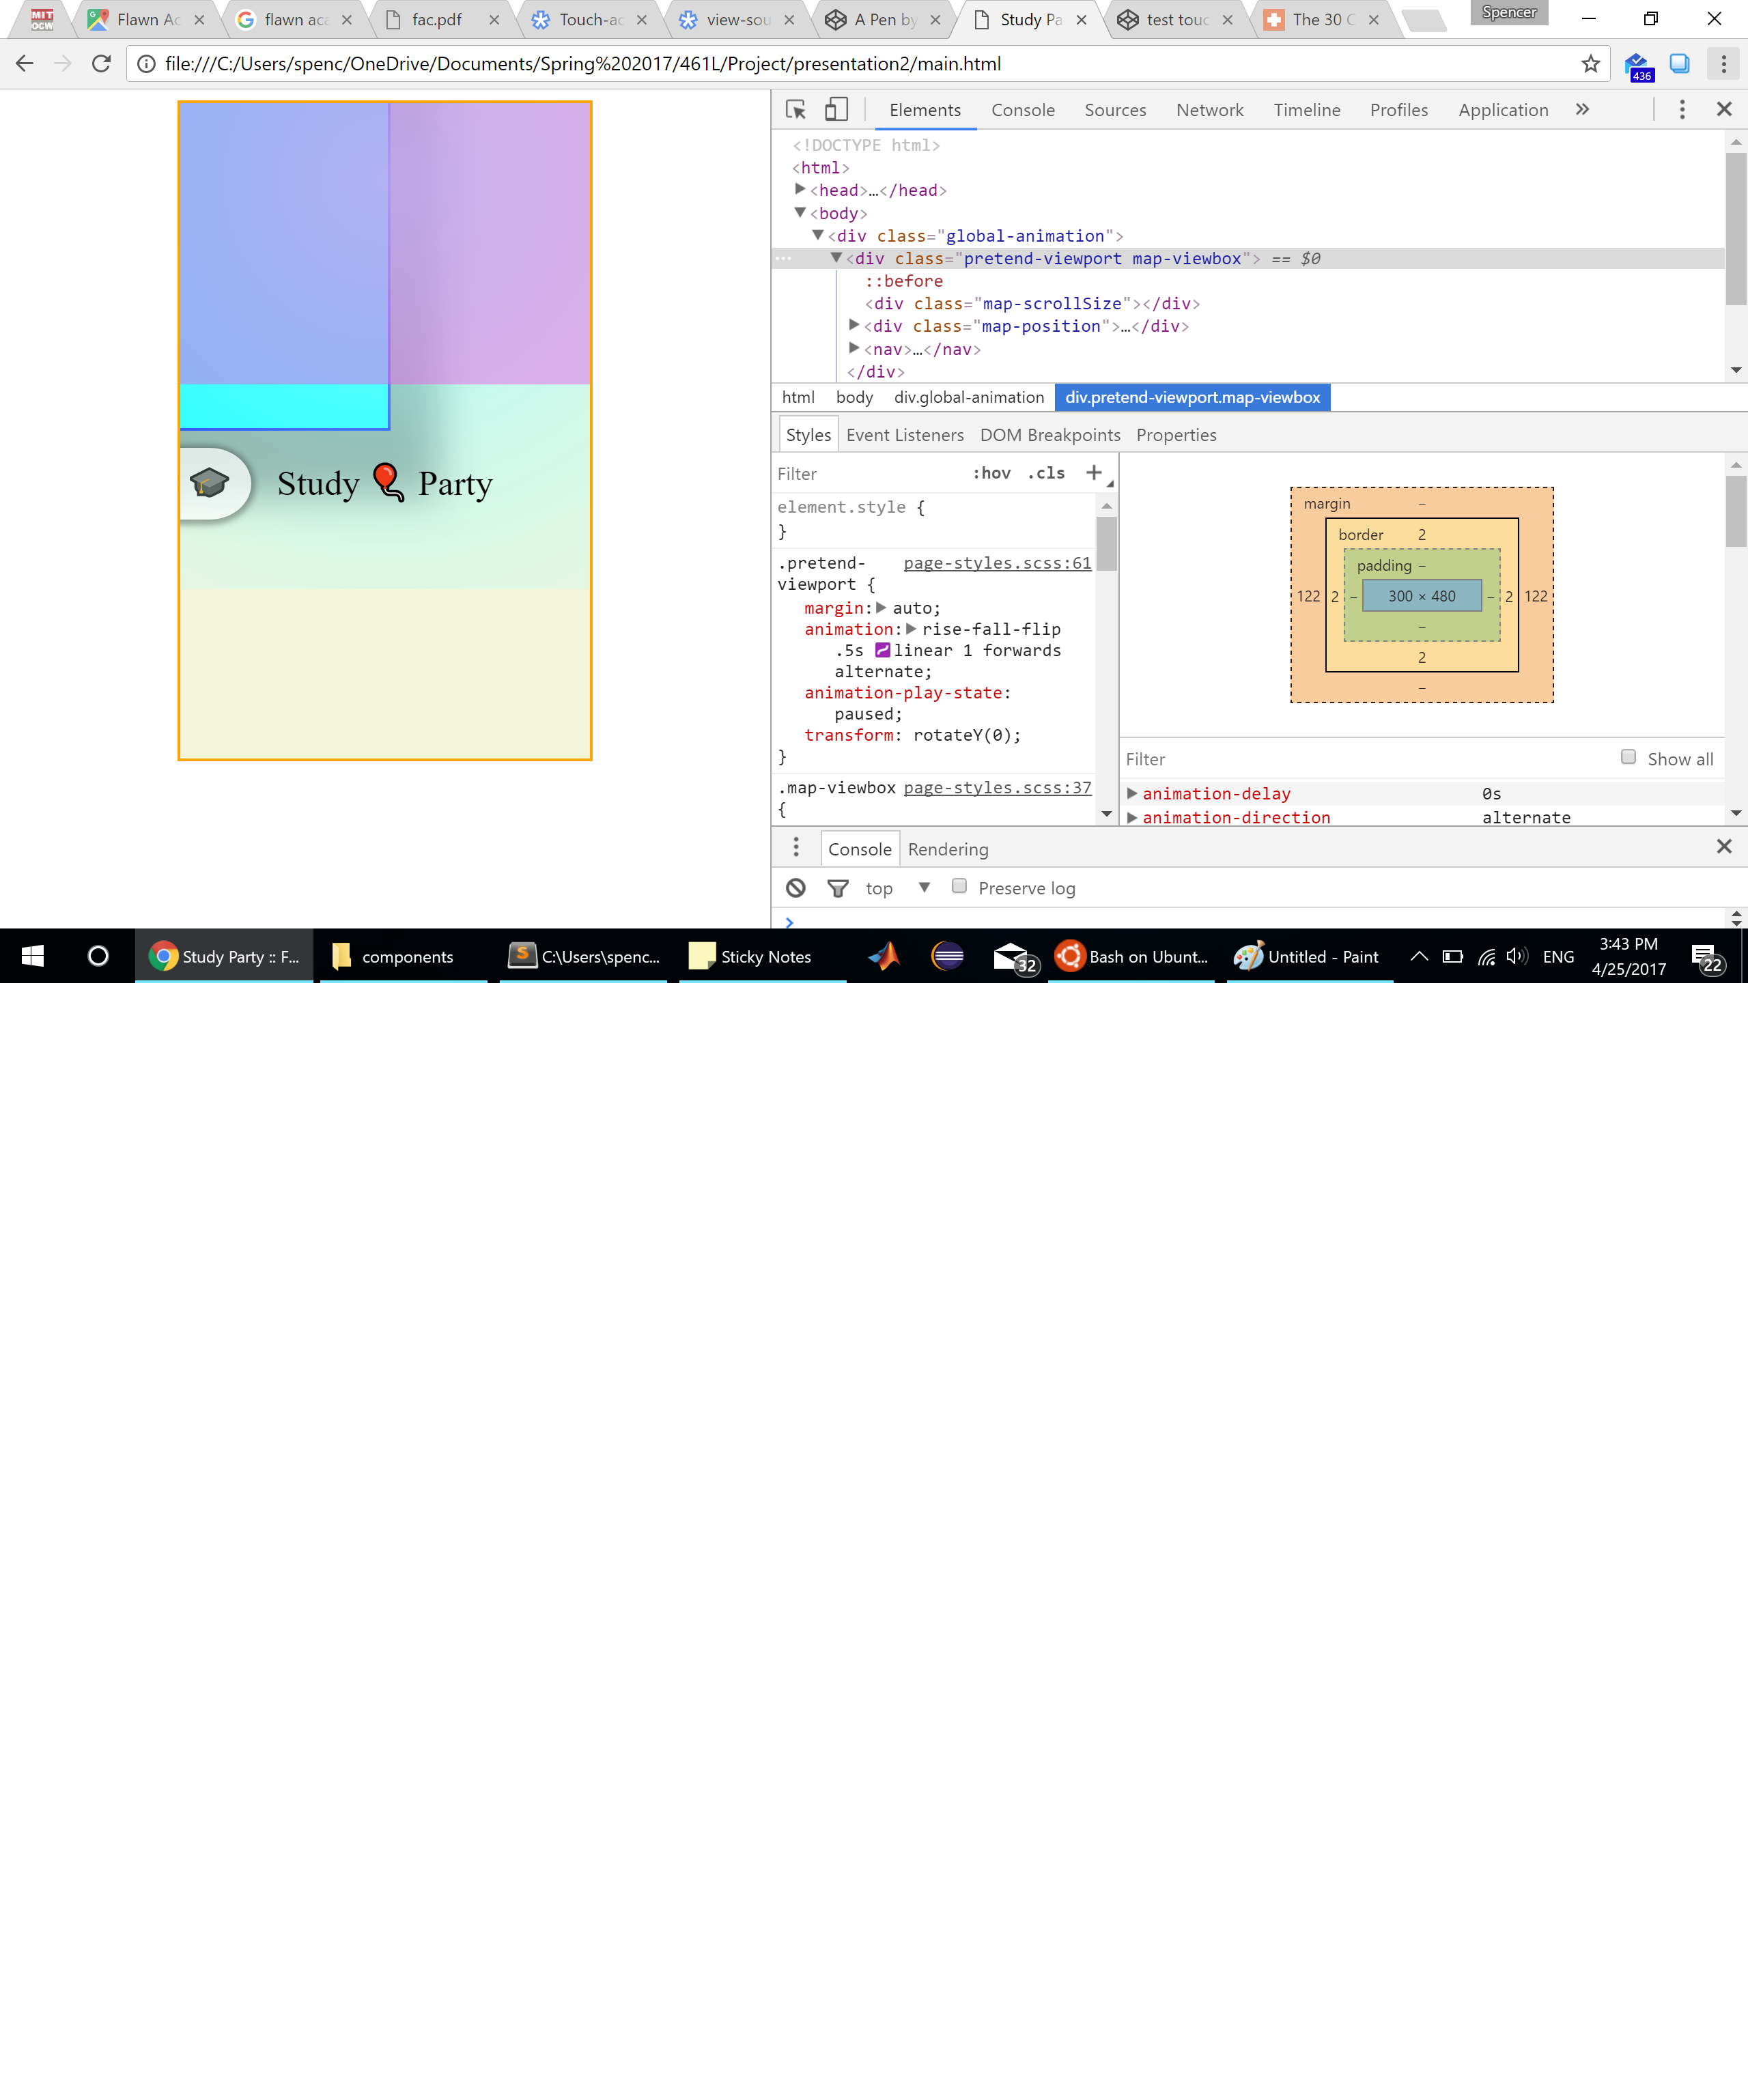 Spencer
MIT OCW
Flawn Ac
flawn aca
fac.pdf
Touch-ac
view-sou
A Pen by
Study Pa
test touc
The 30 C
file:///C:/Users/spenc/OneDrive/Documents/Spring%202017/461L/Project/presentation2/main.html
436
Study 🎈 Party
Elements Console Sources Network Timeline Profiles Application »
<!DOCTYPE html>
<html>
<head>…</head>
<body>
<div class="global-animation">
<div class="pretend-viewport map-viewbox"> == $0
::before
<div class="map-scrollSize"></div>
<div class="map-position">…</div>
<nav>…</nav>
</div>
html body div.global-animation div.pretend-viewport.map-viewbox
Styles Event Listeners DOM Breakpoints Properties
Filter :hov .cls +
element.style {
}
.pretend- page-styles.scss:61
viewport {
margin: auto;
animation: rise-fall-flip
.5s linear 1 forwards
alternate;
animation-play-state:
paused;
transform: rotateY(0);
}
.map-viewbox page-styles.scss:37
{
margin –
border 2
padding –
122 2 – 300 × 480 – 2 122
–
2
–
Filter Show all
animation-delay 0s
animation-direction alternate
Console Rendering
top Preserve log
Study Party :: F...
components
C:\Users\spenc...
Sticky Notes
32
Bash on Ubunt...
Untitled - Paint
ENG
3:43 PM
4/25/2017
22